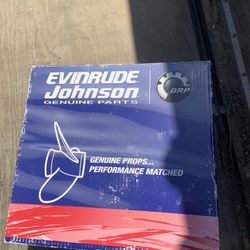 EVINRUDE
Johnson
GENUINE PARTS
BRP
GENUINE PROPS...
PERFORMANCE MATCHED